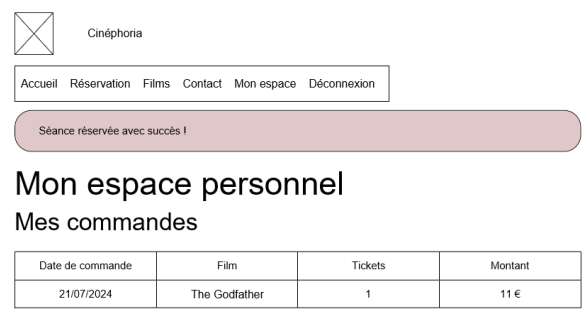 Cinéphoria
Accueil Réservation Films Contact Mon espace Déconnexion
Séance réservée avec succès !
Mon espace personnel
Mes commandes
Date de commande Film Tickets Montant
21/07/2024 The Godfather 1 11 €